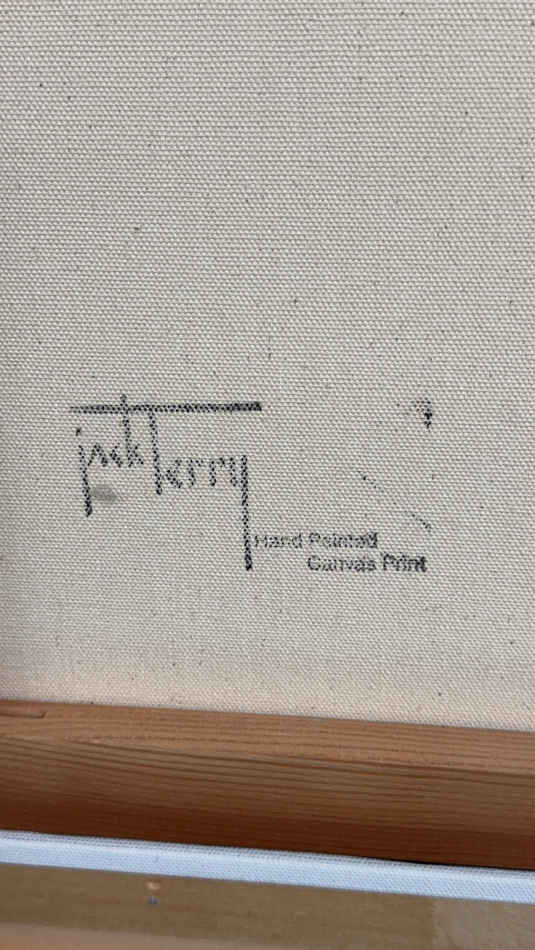 jack terry
Hand Painted
Canvas Print